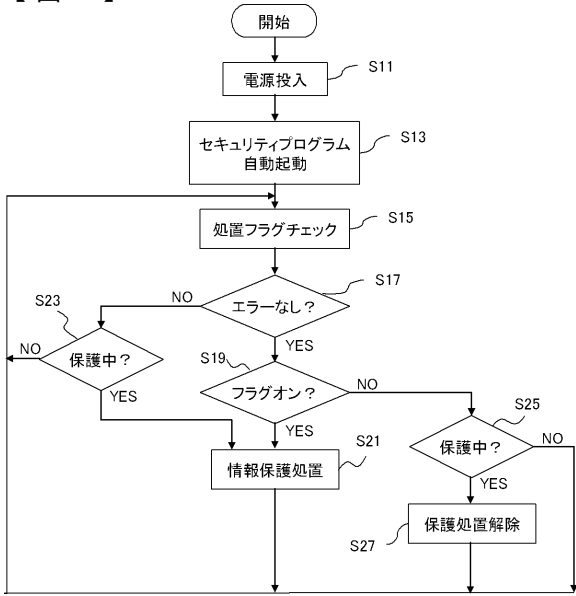 開始
電源投入
S11
セキュリティプログラム
自動起動
S13
処置フラグチェック
S15
エラーなし？
S17
NO
YES
S23
保護中？
NO
YES
S19
フラグオン？
NO
YES
S25
保護中？
NO
YES
情報保護処置
S21
保護処置解除
S27